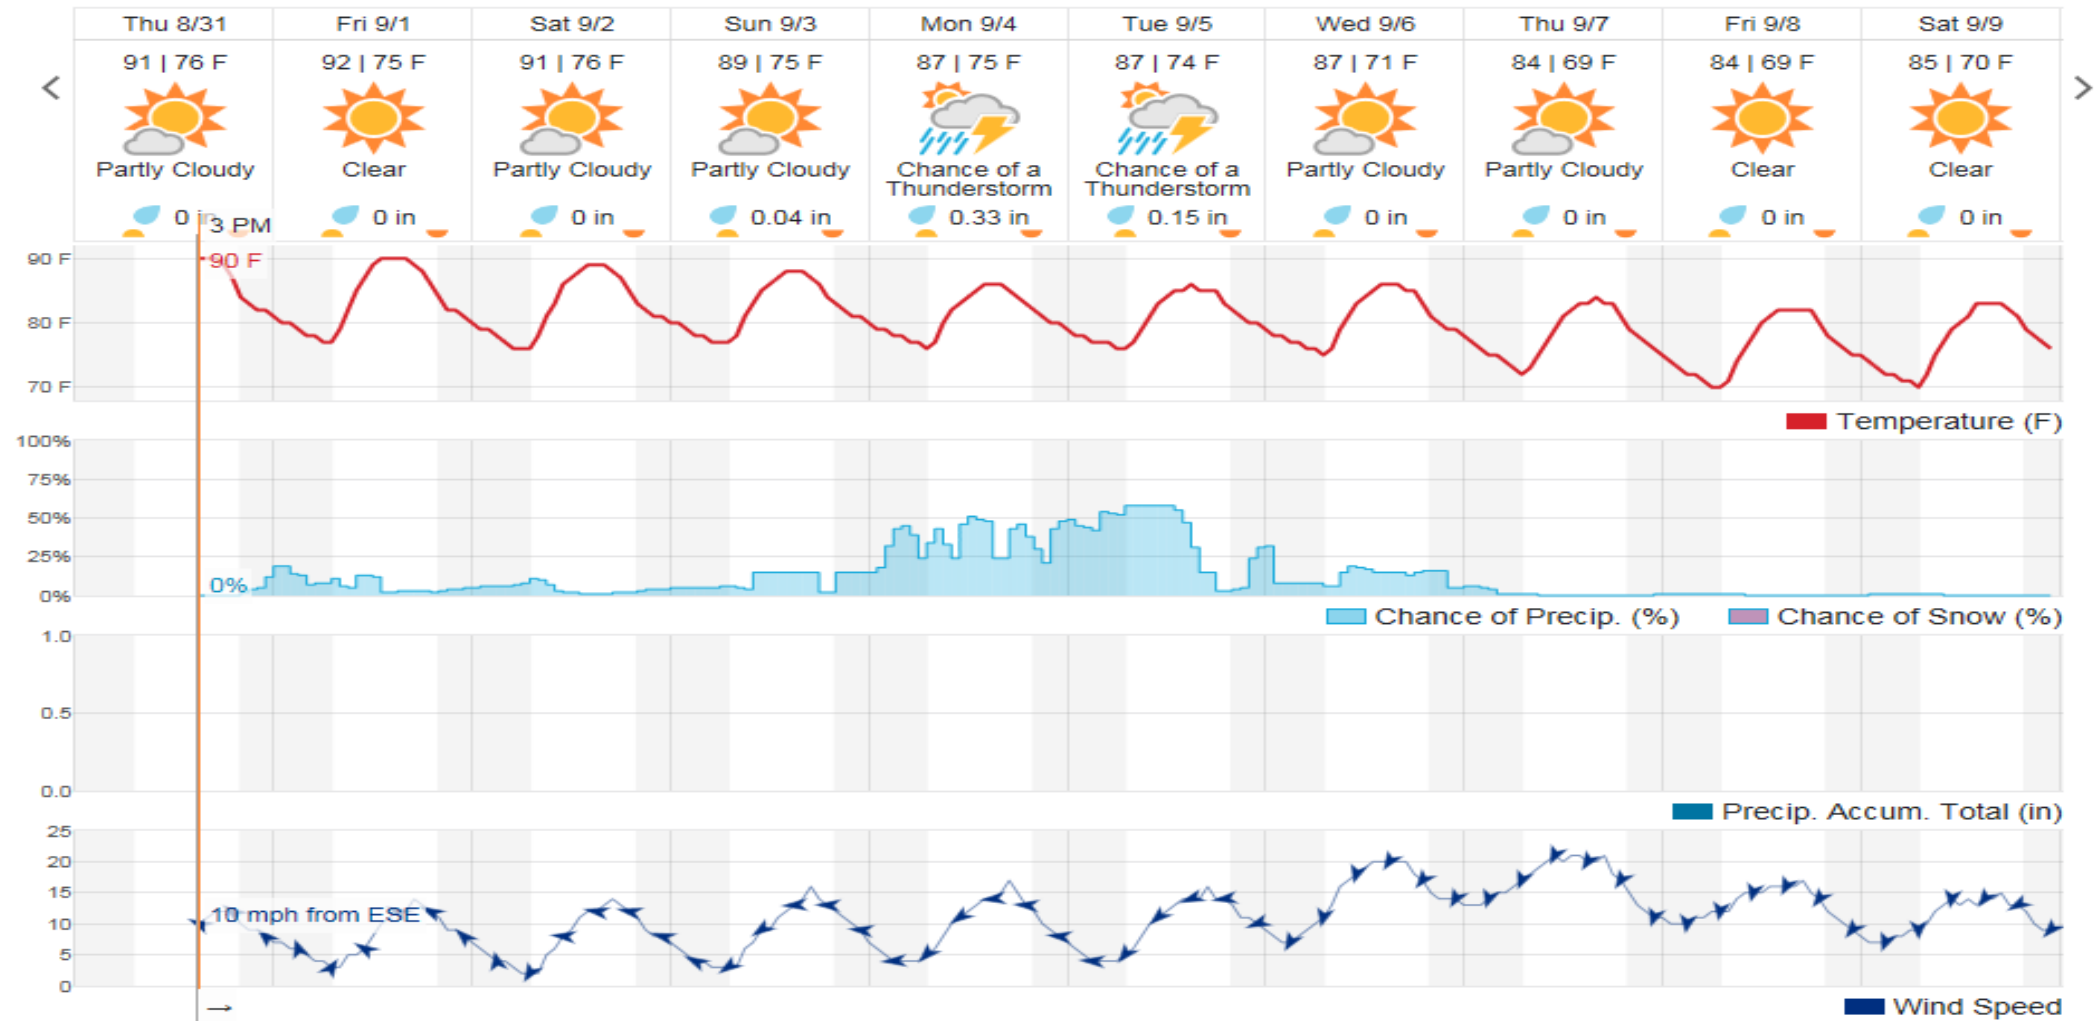 Thu 8/31 Fri 9/1 Sat 9/2 Sun 9/3 Mon 9/4 Tue 9/5 Wed 9/6 Thu 9/7 Fri 9/8 Sat 9/9
91 | 76 F 92 | 75 F 91 | 76 F 89 | 75 F 87 | 75 F 87 | 74 F 87 | 71 F 84 | 69 F 84 | 69 F 85 | 70 F
Partly Cloudy Clear Partly Cloudy Partly Cloudy Chance of a Chance of a Partly Cloudy Partly Cloudy Clear Clear
Thunderstorm Thunderstorm
0 in 0 in 0 in 0.04 in 0.33 in 0.15 in 0 in 0 in 0 in 0 in
3 PM
90 F 90 F
80 F
70 F
Temperature (F)
100%
75%
50%
25%
0%
0%
Chance of Precip. (%) Chance of Snow (%)
1.0
0.5
0.0
Precip. Accum. Total (in)
25
20
15
10 10 mph from ESE
5
0
→
Wind Speed